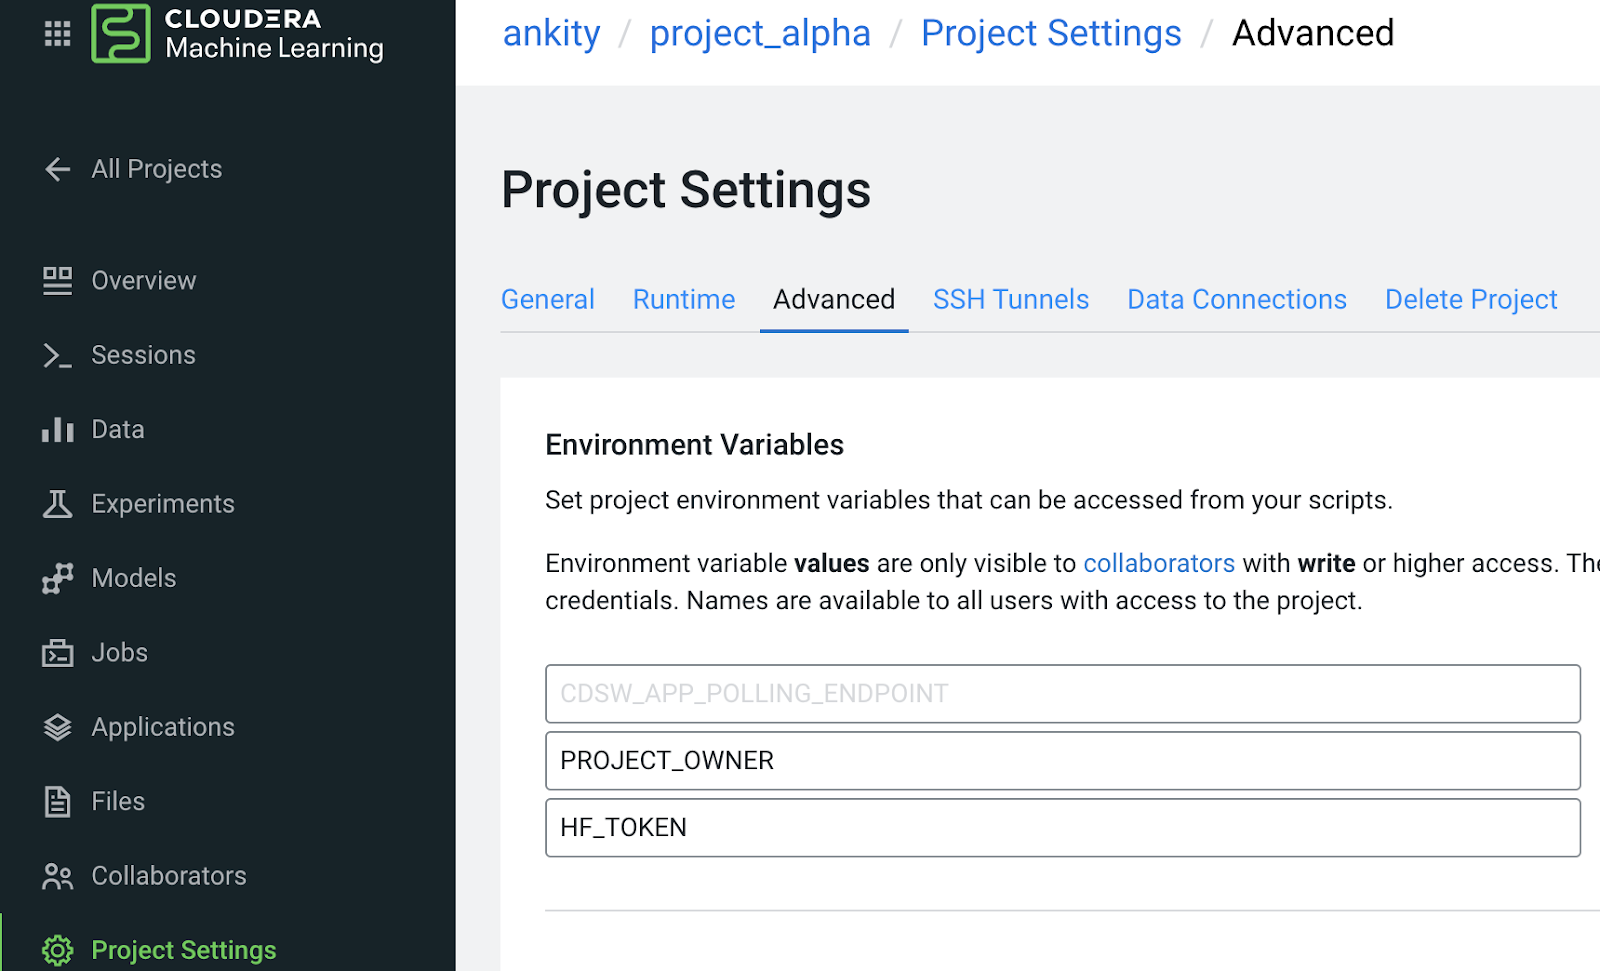 CLOUDERA
Machine Learning
ankity / project_alpha / Project Settings / Advanced
All Projects
Overview
Sessions
Data
Experiments
Models
Jobs
Applications
Files
Collaborators
Project Settings
Project Settings
General Runtime Advanced SSH Tunnels Data Connections Delete Project
Environment Variables
Set project environment variables that can be accessed from your scripts.
Environment variable values are only visible to collaborators with write or higher access. The
credentials. Names are available to all users with access to the project.
CDSW_APP_POLLING_ENDPOINT
PROJECT_OWNER
HF_TOKEN